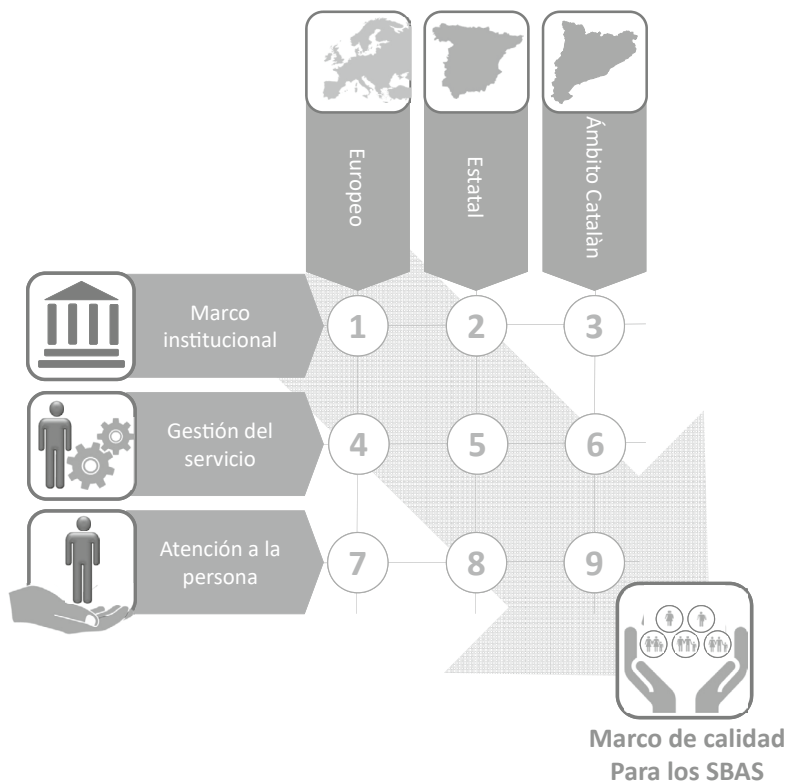 Europeo
Estatal
Ámbito Catalàn
Marco
institucional
1
2
3
Gestión del
servicio
4
5
6
Atención a la
persona
7
8
9
Marco de calidad
Para los SBAS